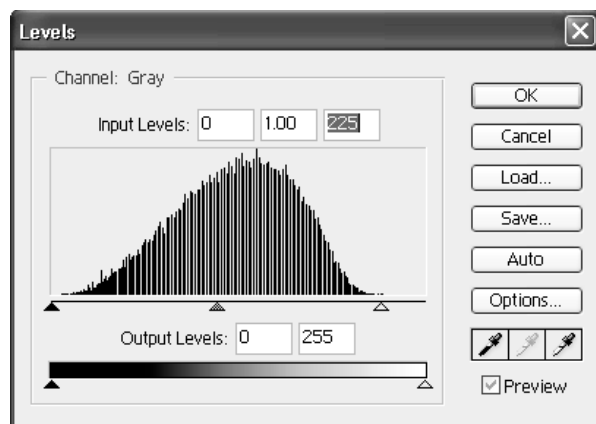 Levels
Channel: Gray
Input Levels: 0 1.00 225
Output Levels: 0 255
OK
Cancel
Load...
Save...
Auto
Options...
Preview